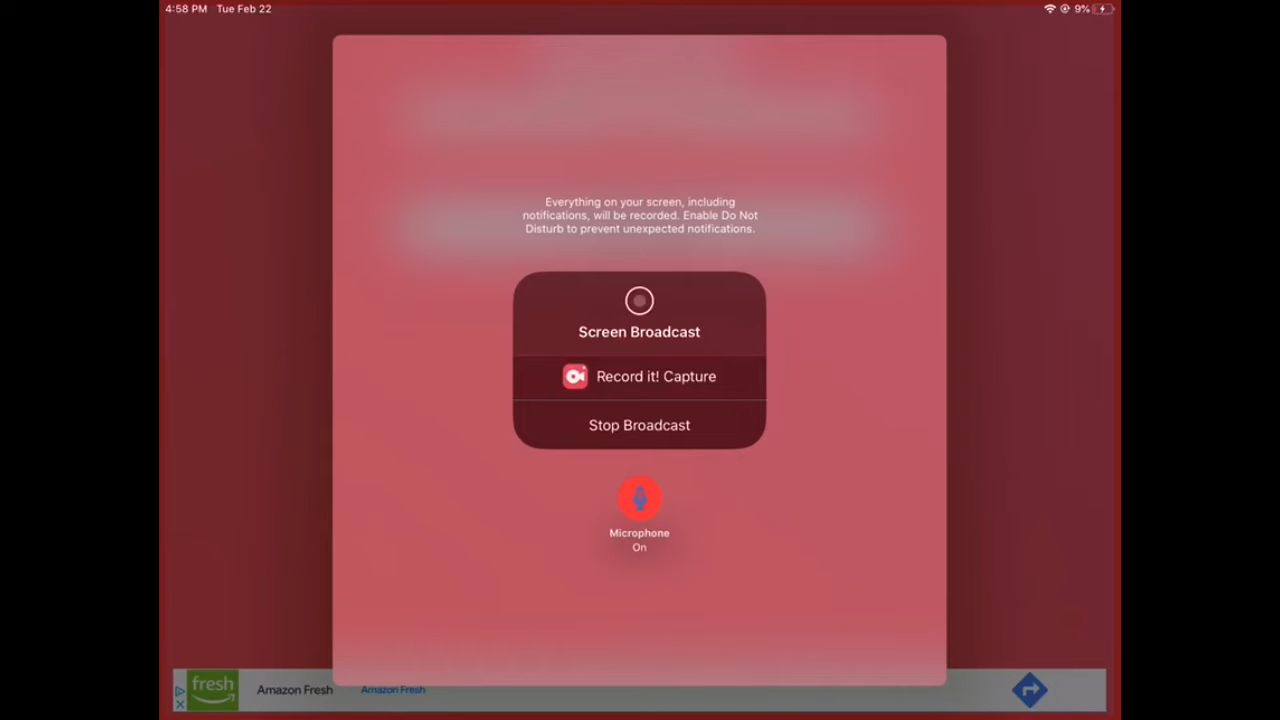 4:58 PM Tue Feb 22
9%
Everything on your screen, including
notifications, will be recorded. Enable Do Not
Disturb to prevent unexpected notifications.
Screen Broadcast
Record it! Capture
Stop Broadcast
Microphone
On
fresh
Amazon Fresh
Amazon Fresh